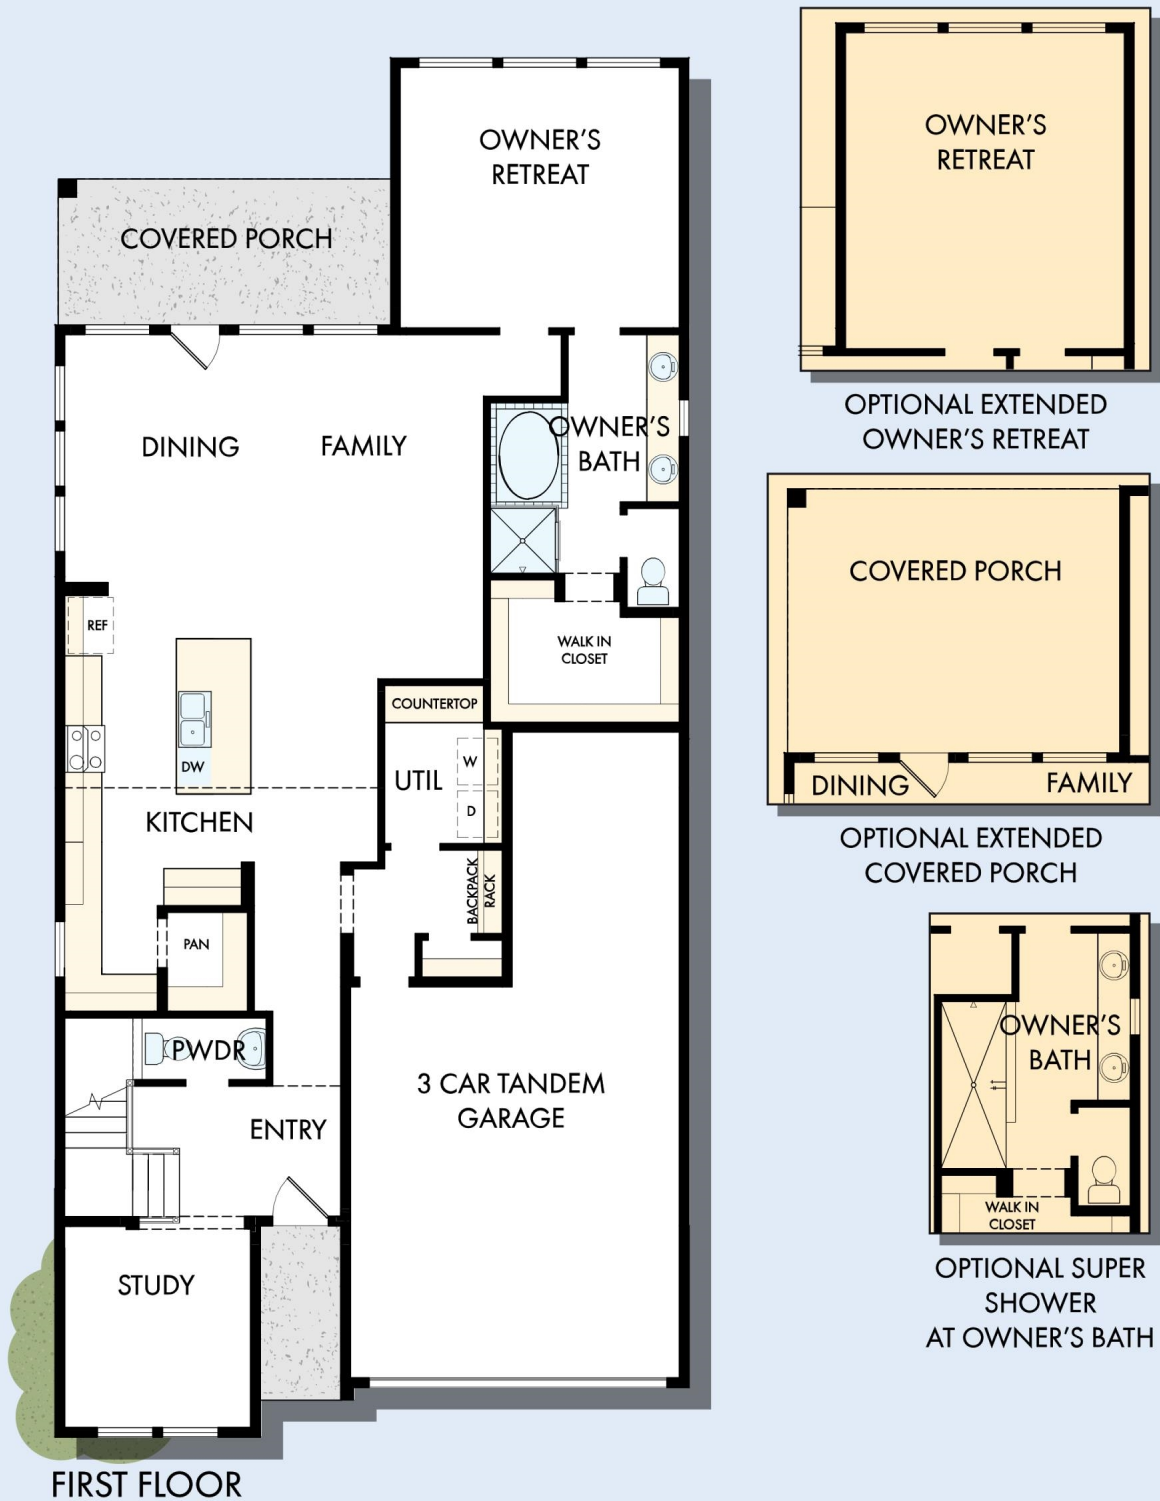 OWNER'S
RETREAT
COVERED PORCH
DINING
FAMILY
OWNER'S
BATH
REF
WALK IN
CLOSET
COUNTERTOP
DW
UTIL
W
D
KITCHEN
BACKPACK
RACK
PAN
PWDR
3 CAR TANDEM
GARAGE
ENTRY
STUDY
FIRST FLOOR
OWNER'S
RETREAT
OPTIONAL EXTENDED
OWNER'S RETREAT
COVERED PORCH
DINING
FAMILY
OPTIONAL EXTENDED
COVERED PORCH
OWNER'S
BATH
WALK IN
CLOSET
OPTIONAL SUPER
SHOWER
AT OWNER'S BATH